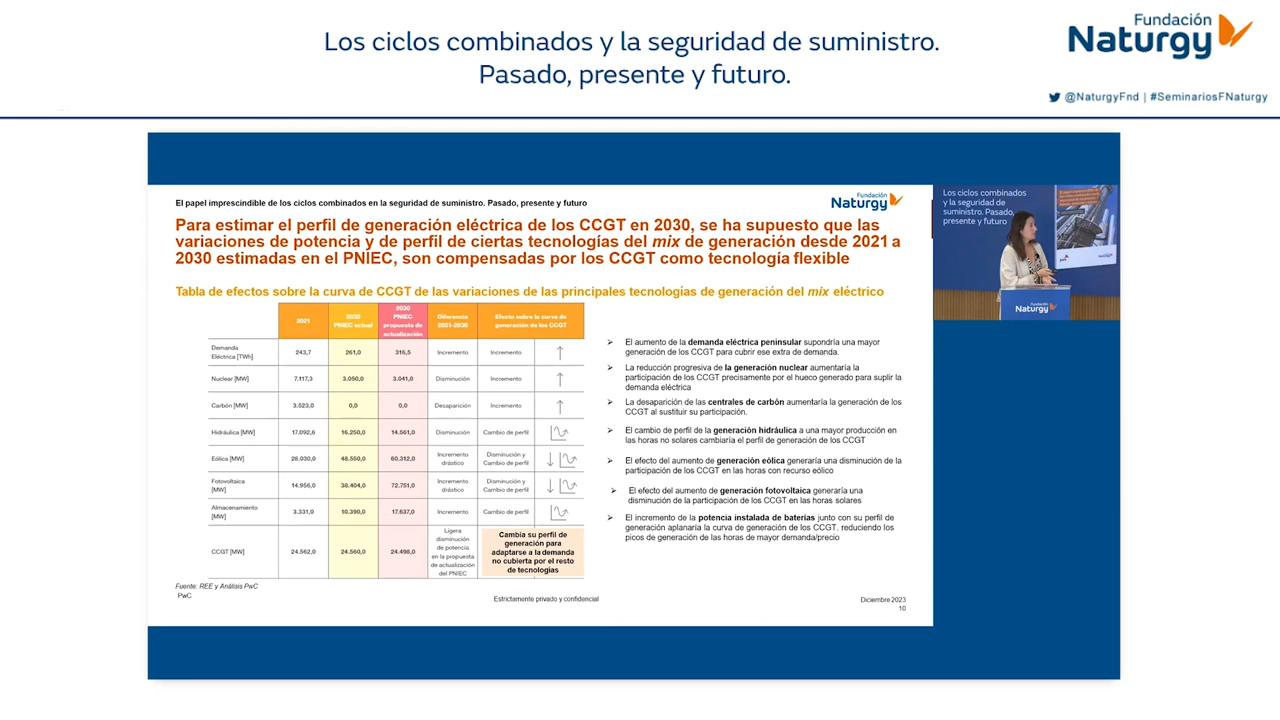 Los ciclos combinados y la seguridad de suministro.
Pasado, presente y futuro.
Fundación
Naturgy
@NaturgyFnd | #SeminariosFNaturgy
El papel imprescindible de los ciclos combinados en la seguridad de suministro. Pasado, presente y futuro
Fundación
Naturgy
Para estimar el perfil de generación eléctrica de los CCGT en 2030, se ha supuesto que las
variaciones de potencia y de perfil de ciertas tecnologías del mix de generación desde 2021 a
2030 estimadas en el PNIEC, son compensadas por los CCGT como tecnología flexible
Tabla de efectos sobre la curva de CCGT de las variaciones de las principales tecnologías de generación del mix eléctrico
2021
2030
PNIEC actual
2030
PNIEC
propuesta de
actualización
Diferencia
2021-2030
Efecto sobre la curva de
generación de los CCGT
Demanda
Eléctrica [TWh]
243,7
261,0
316,5
Incremento
Incremento
Nuclear [MW]
7.117,3
3.050,0
3.041,0
Disminución
Incremento
Carbón [MW]
3.523,0
0,0
0,0
Desaparición
Incremento
Hidráulica [MW]
17.092,6
16.250,0
14.561,0
Disminución
Cambio de perfil
Eólica [MW]
28.030,0
48.550,0
60.312,0
Incremento
drástico
Disminución y
Cambio de perfil
Fotovoltaica
[MW]
14.956,0
38.404,0
72.751,0
Incremento
drástico
Disminución y
Cambio de perfil
Almacenamiento
[MW]
3.331,0
10.390,0
17.637,0
Incremento
Cambio de perfil
CCGT [MW]
24.562,0
24.560,0
24.498,0
Ligera
disminución
de potencia
en la propuesta
de actualización
del PNIEC
Cambia su perfil de
generación para
adaptarse a la demanda
no cubierta por el resto
de tecnologías
El aumento de la demanda eléctrica peninsular supondría una mayor
generación de los CCGT para cubrir ese extra de demanda.
La reducción progresiva de la generación nuclear aumentaría la
participación de los CCGT precisamente por el hueco generado para suplir la
demanda eléctrica
La desaparición de las centrales de carbón aumentaría la generación de los
CCGT al sustituir su participación.
El cambio de perfil de la generación hidráulica a una mayor producción en
las horas no solares cambiaría el perfil de generación de los CCGT
El efecto del aumento de generación eólica generaría una disminución de la
participación de los CCGT en las horas con recurso eólico
El efecto del aumento de generación fotovoltaica generaría una
disminución de la participación de los CCGT en las horas solares
El incremento de la potencia instalada de baterías junto con su perfil de
generación aplanaría la curva de generación de los CCGT. reduciendo los
picos de generación de las horas de mayor demanda/precio
Fuente: REE y Análisis PwC
PwC
Estrictamente privado y confidencial
Diciembre 2023
10
Los ciclos combinados
y la seguridad de
suministro. Pasado,
presente y futuro
Fundación
Naturgy